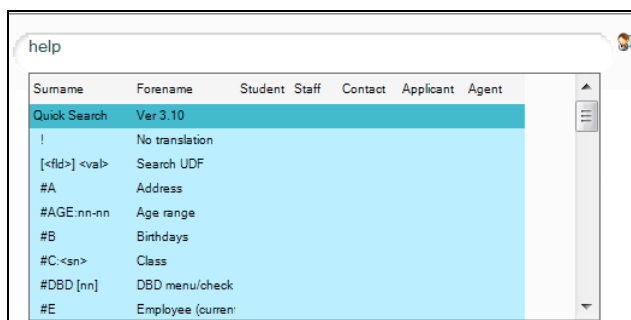 help
Surname Forename Student Staff Contact Applicant Agent
Quick Search Ver 3.10
! No translation
[<fld>] <val> Search UDF
#A Address
#AGE:nn-nn Age range
#B Birthdays
#C:<sn> Class
#DBD [nn] DBD menu/check
#E Employee (curren